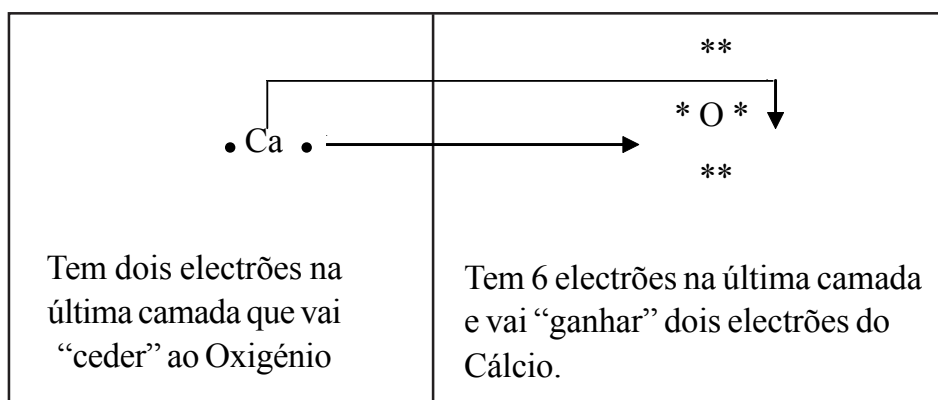 **
* O *
• Ca •
**
Tem dois electrões na
última camada que vai
“ceder” ao Oxigénio
Tem 6 electrões na última camada
e vai “ganhar” dois electrões do
Cálcio.